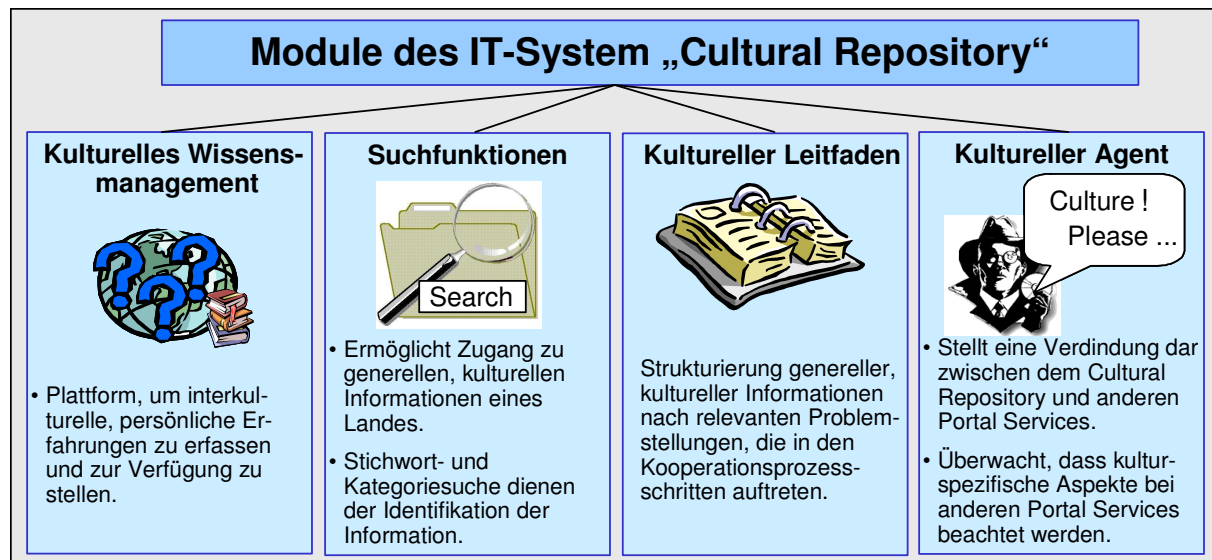 Module des IT-System „Cultural Repository“
Kulturelles Wissens-
management
• Plattform, um interkul-
turelle, persönliche Er-
fahrungen zu erfassen
und zur Verfügung zu
stellen.
Suchfunktionen
Search
• Ermöglicht Zugang zu
generellen, kulturellen
Informationen eines
Landes.
• Stichwort- und
Kategoriesuche dienen
der Identifikation der
Information.
Kultureller Leitfaden
Strukturierung genereller,
kultureller Informationen
nach relevanten Problem-
stellungen, die in den
Kooperationsprozess-
schritten auftreten.
Kultureller Agent
Culture !
Please ...
• Stellt eine Verdindung dar
zwischen dem Cultural
Repository und anderen
Portal Services.
• Überwacht, dass kultur-
spezifische Aspekte bei
anderen Portal Services
beachtet werden.